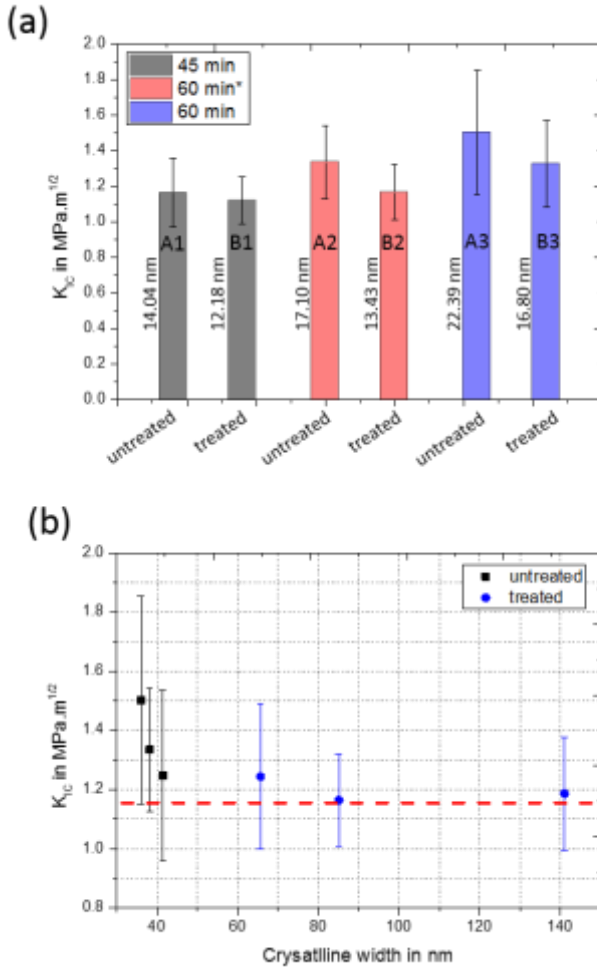 (a)
2.0
1.8
1.6
1.4
1.2
1.0
0.8
0.6
0.4
0.2
0.0
K_IC in MPa.m^1/2
45 min
60 min*
60 min
A1
B1
A2
B2
A3
B3
14.04 nm
12.18 nm
17.10 nm
13.43 nm
22.39 nm
16.80 nm
untreated
treated
untreated
treated
untreated
treated
(b)
2.0
1.8
1.6
1.4
1.2
1.0
0.8
K_IC in MPa.m^1/2
untreated
treated
40
60
80
100
120
140
Crysatlline width in nm